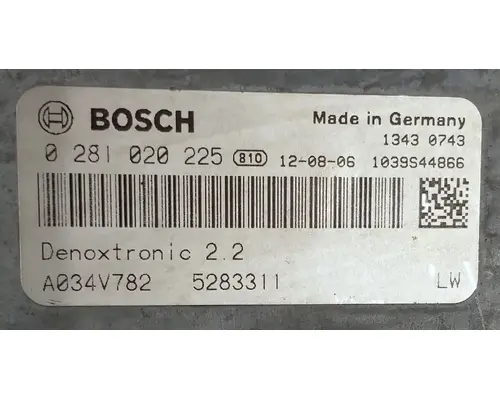 BOSCH Made in Germany
1343 0743
0 281 020 225 810 12-08-06 1039S44866
Denoxtronic 2.2
A034V782 5283311 LW